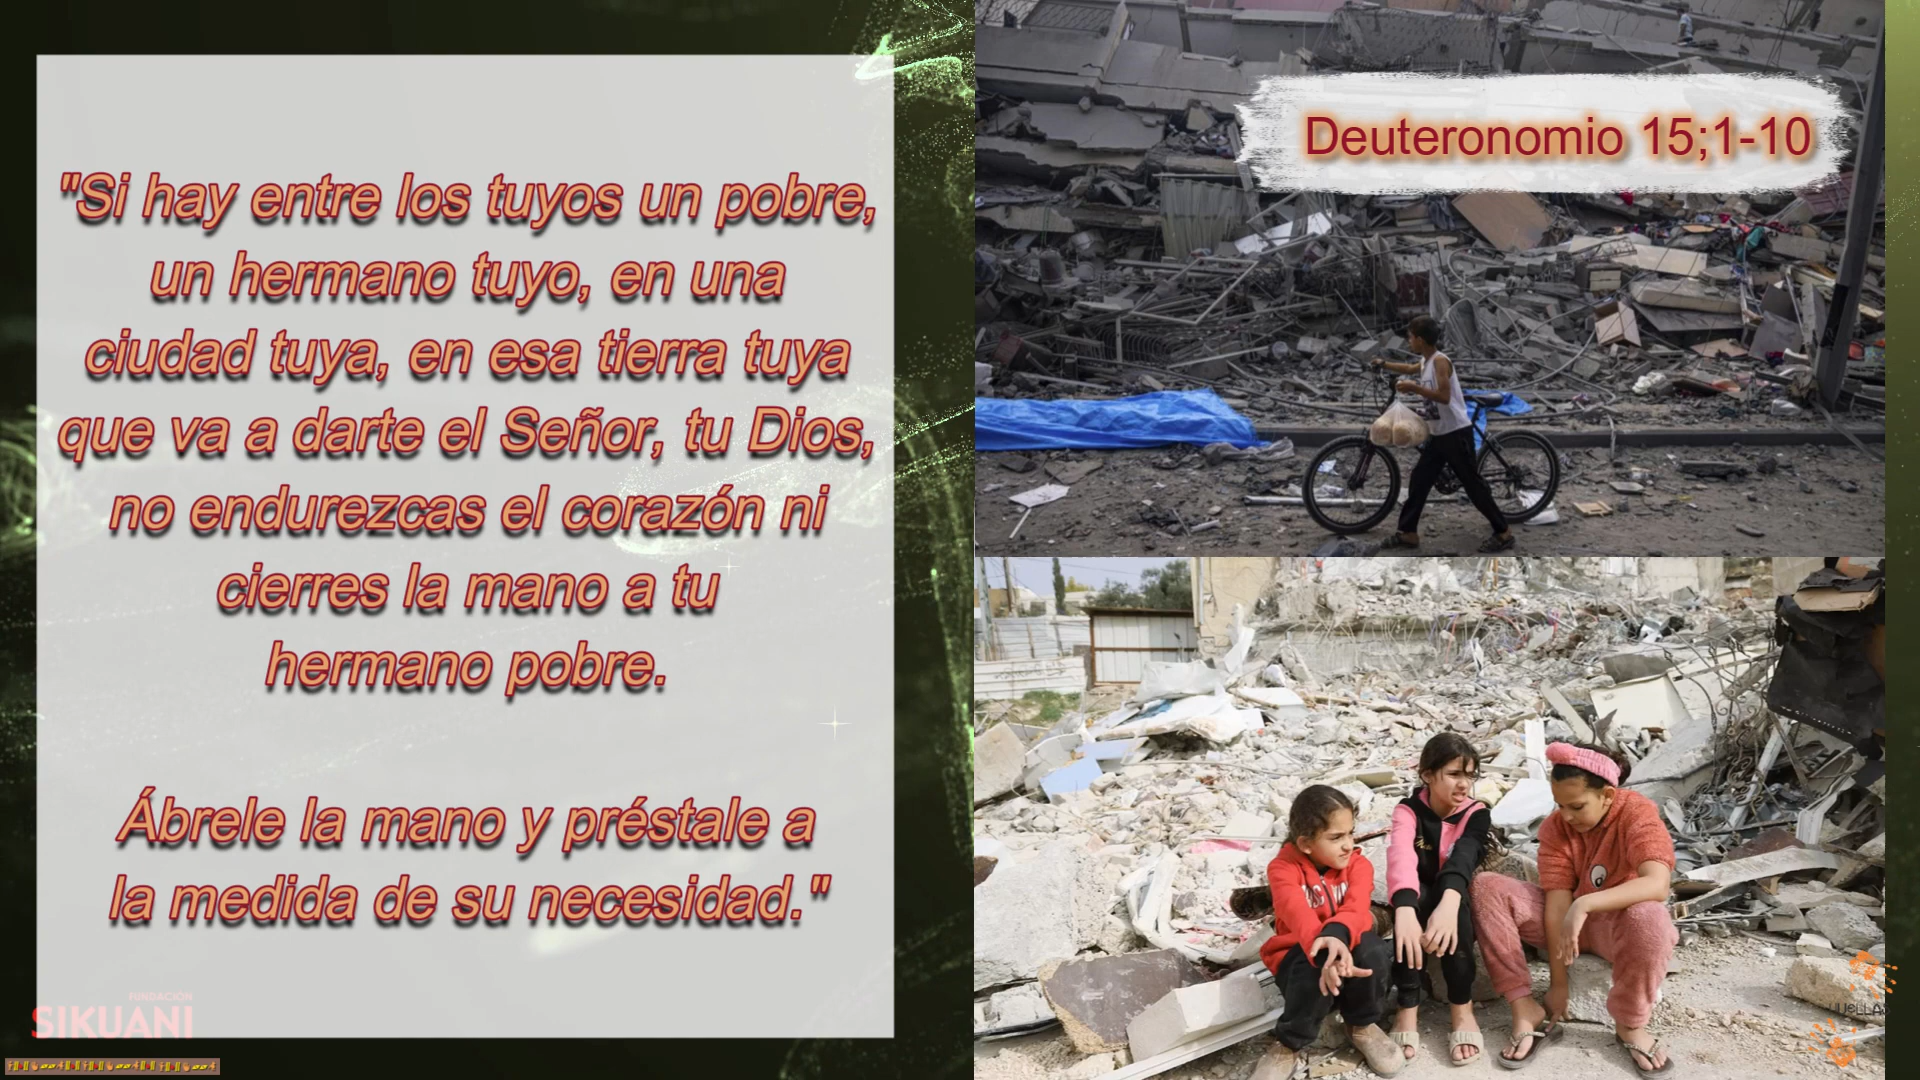 "Si hay entre los tuyos un pobre,
un hermano tuyo, en una
ciudad tuya, en esa tierra tuya
que va a darte el Señor, tu Dios,
no endurezcas el corazón ni
cierres la mano a tu
hermano pobre.
Ábrele la mano y préstale a
la medida de su necesidad."
Deuteronomio 15;1-10
FUNDACIÓN
SIKUANI